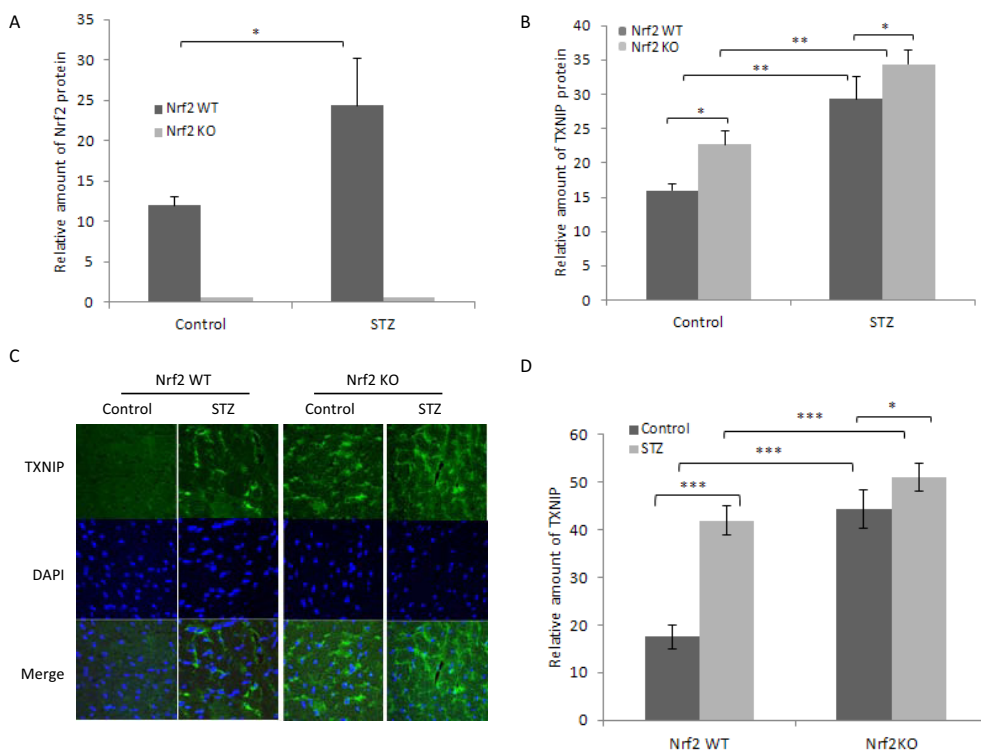 A
Relative amount of Nrf2 protein
35
30
25
20
15
10
5
0
*
Nrf2 WT
Nrf2 KO
Control
STZ
B
Relative amount of TXNIP protein
40
35
30
25
20
15
10
5
0
Nrf2 WT
Nrf2 KO
*
**
**
*
Control
STZ
C
Nrf2 WT
Nrf2 KO
Control
STZ
Control
STZ
TXNIP
DAPI
Merge
D
Relative amount of TXNIP
60
50
40
30
20
10
0
Control
STZ
*
***
***
***
Nrf2 WT
Nrf2KO